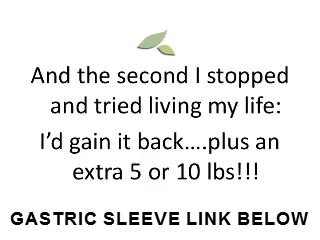 And the second I stopped
and tried living my life:
I’d gain it back….plus an
extra 5 or 10 lbs!!!
GASTRIC SLEEVE LINK BELOW